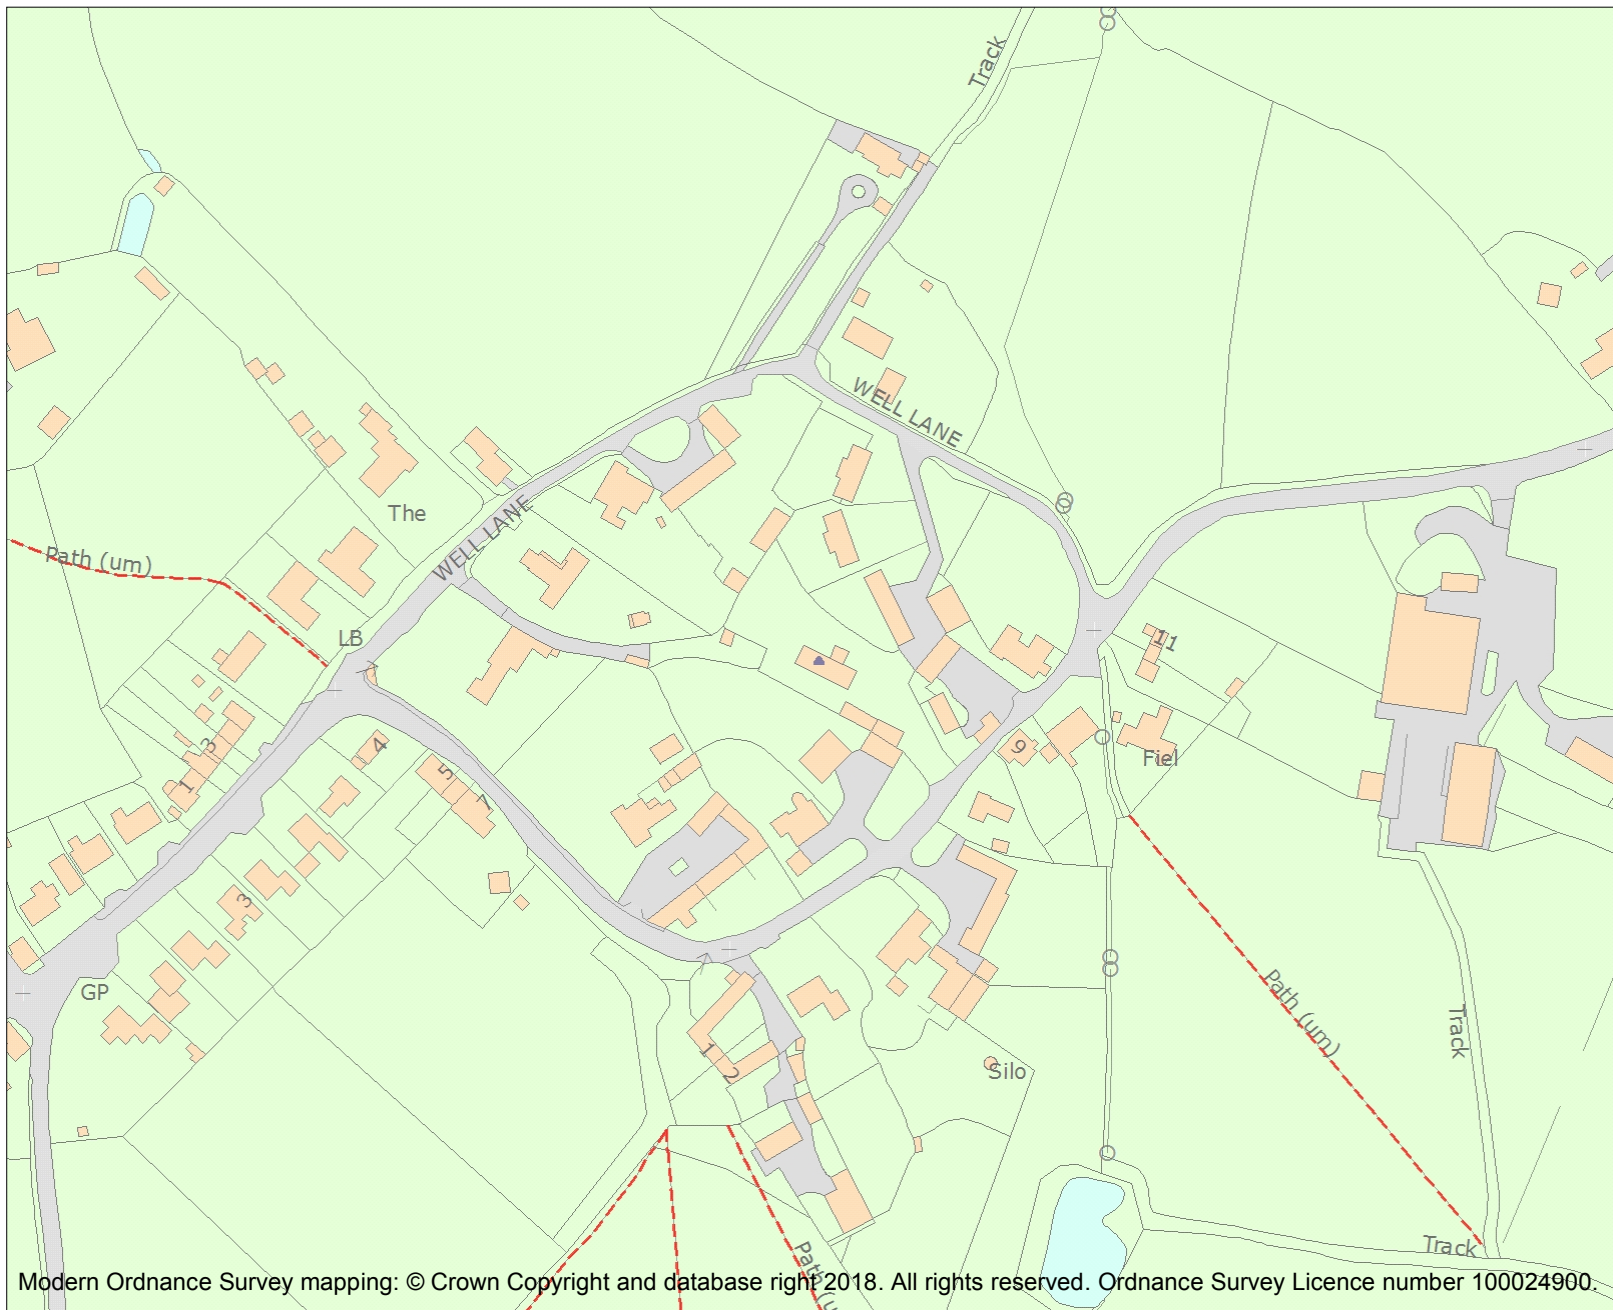 Track
WELL LANE
The
WELL LANE
Path (um)
LB
11
3
4
9
Fiel
1
5
7
3
GP
Path (um)
Track
1
2
Silo
Track
Path (u
Modern Ordnance Survey mapping: © Crown Copyright and database right 2018. All rights reserved. Ordnance Survey Licence number 100024900.